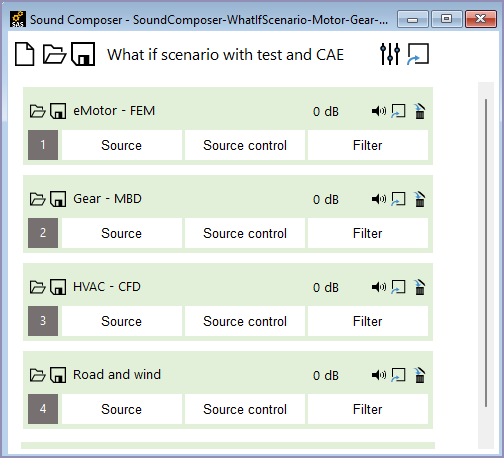 SAS Sound Composer - SoundComposer-WhatIfScenario-Motor-Gear-...
What if scenario with test and CAE
eMotor - FEM 0 dB
1 Source Source control Filter
Gear - MBD 0 dB
2 Source Source control Filter
HVAC - CFD 0 dB
3 Source Source control Filter
Road and wind 0 dB
4 Source Source control Filter